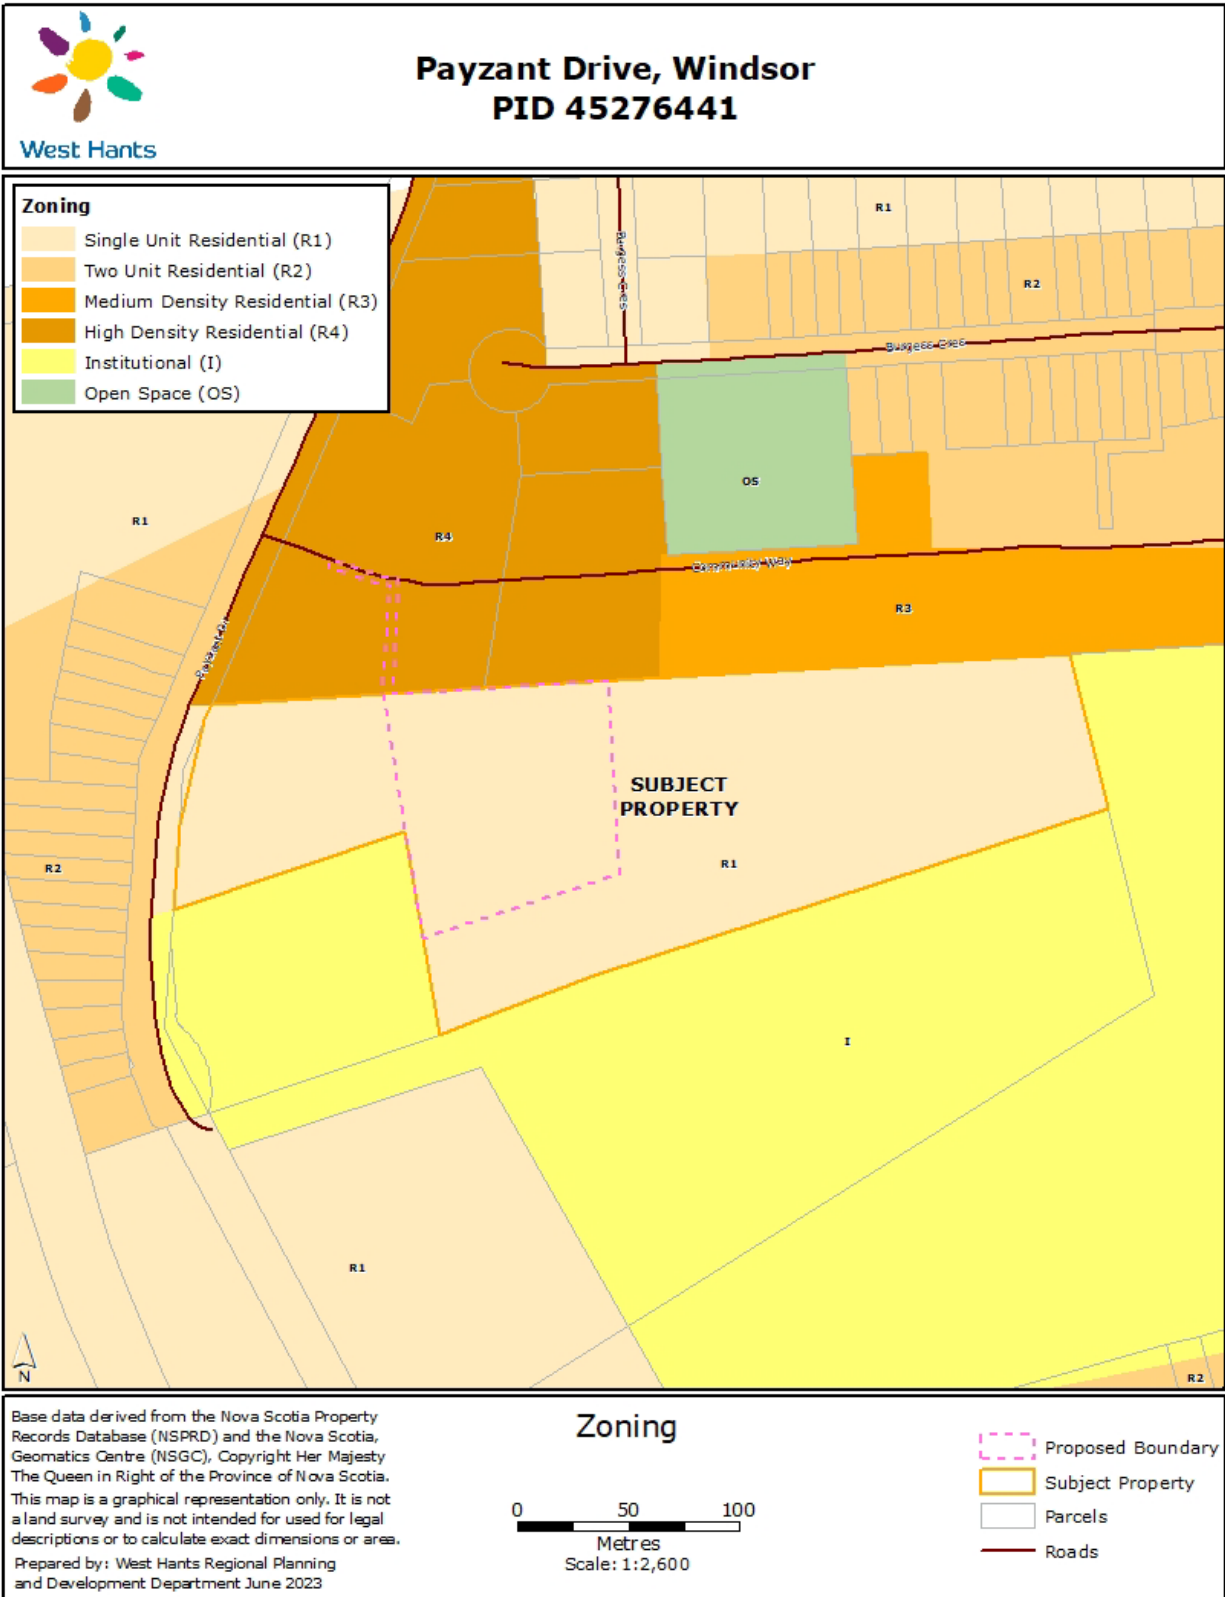 Payzant Drive, Windsor
PID 45276441
West Hants
Zoning
Single Unit Residential (R1)
Two Unit Residential (R2)
Medium Density Residential (R3)
High Density Residential (R4)
Institutional (I)
Open Space (OS)
R1
Burgess Cres
R2
Burgess Cres
OS
R1
R4
Community Way
R3
Payzant Dr
SUBJECT
PROPERTY
R1
R2
I
R1
R2
N
Base data derived from the Nova Scotia Property
Records Database (NSPRD) and the Nova Scotia,
Geomatics Centre (NSGC), Copyright Her Majesty
The Queen in Right of the Province of Nova Scotia.
This map is a graphical representation only. It is not
a land survey and is not intended for used for legal
descriptions or to calculate exact dimensions or area.
Prepared by: West Hants Regional Planning
and Development Department June 2023
Zoning
0 50 100
Metres
Scale: 1:2,600
Proposed Boundary
Subject Property
Parcels
Roads